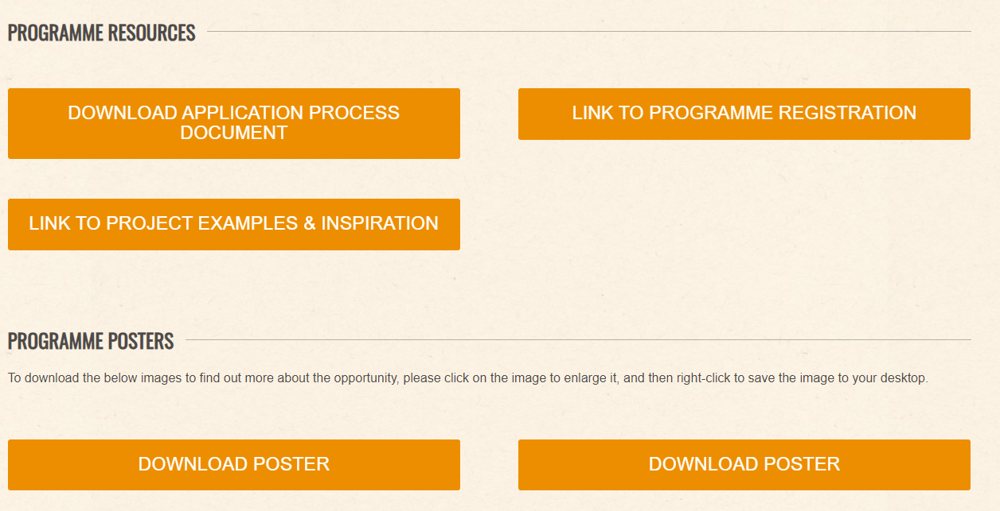 PROGRAMME RESOURCES
DOWNLOAD APPLICATION PROCESS
DOCUMENT
LINK TO PROGRAMME REGISTRATION
LINK TO PROJECT EXAMPLES & INSPIRATION
PROGRAMME POSTERS
To download the below images to find out more about the opportunity, please click on the image to enlarge it, and then right-click to save the image to your desktop.
DOWNLOAD POSTER
DOWNLOAD POSTER